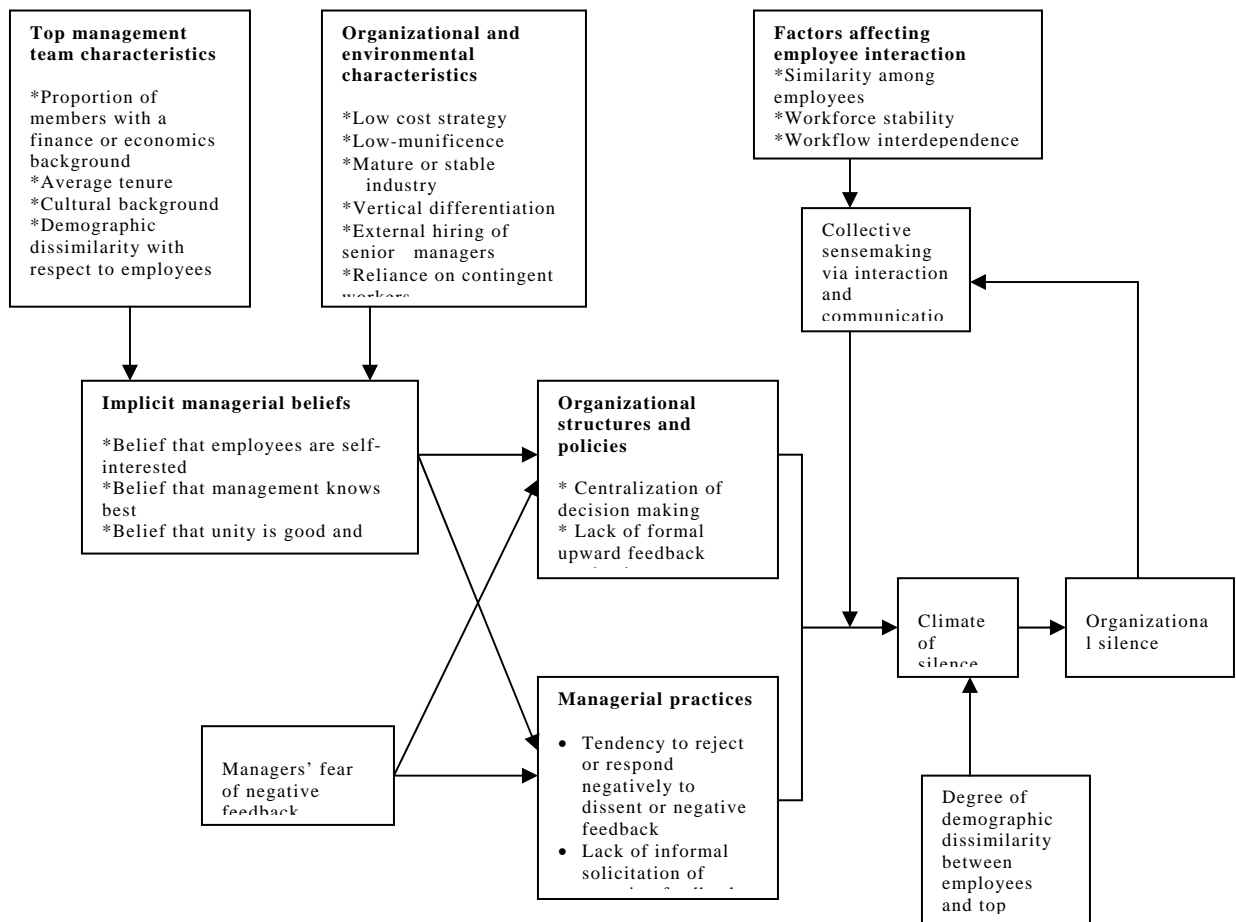 Top management
team characteristics
*Proportion of
members with a
finance or economics
background
*Average tenure
*Cultural background
*Demographic
dissimilarity with
respect to employees
Organizational and
environmental
characteristics
*Low cost strategy
*Low-munificence
*Mature or stable
industry
*Vertical differentiation
*External hiring of
senior managers
*Reliance on contingent
workers
Factors affecting
employee interaction
*Similarity among
employees
*Workforce stability
*Workflow interdependence
Collective
sensemaking
via interaction
and
communicatio
Implicit managerial beliefs
*Belief that employees are self-
interested
*Belief that management knows
best
*Belief that unity is good and
Organizational
structures and
policies
* Centralization of
decision making
* Lack of formal
upward feedback
Climate
of
silence
Organizationa
l silence
Managers’ fear
of negative
feedback
Managerial practices
• Tendency to reject
or respond
negatively to
dissent or negative
feedback
• Lack of informal
solicitation of
Degree of
demographic
dissimilarity
between
employees
and top